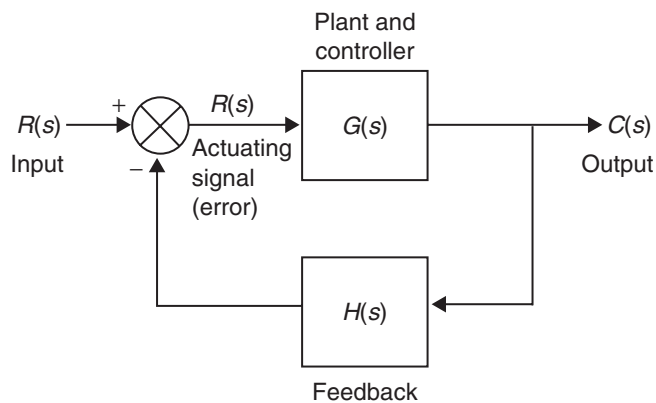 Plant and
controller
R(s)
+
R(s)
G(s)
C(s)
Input
−
Actuating
signal
(error)
Output
H(s)
Feedback